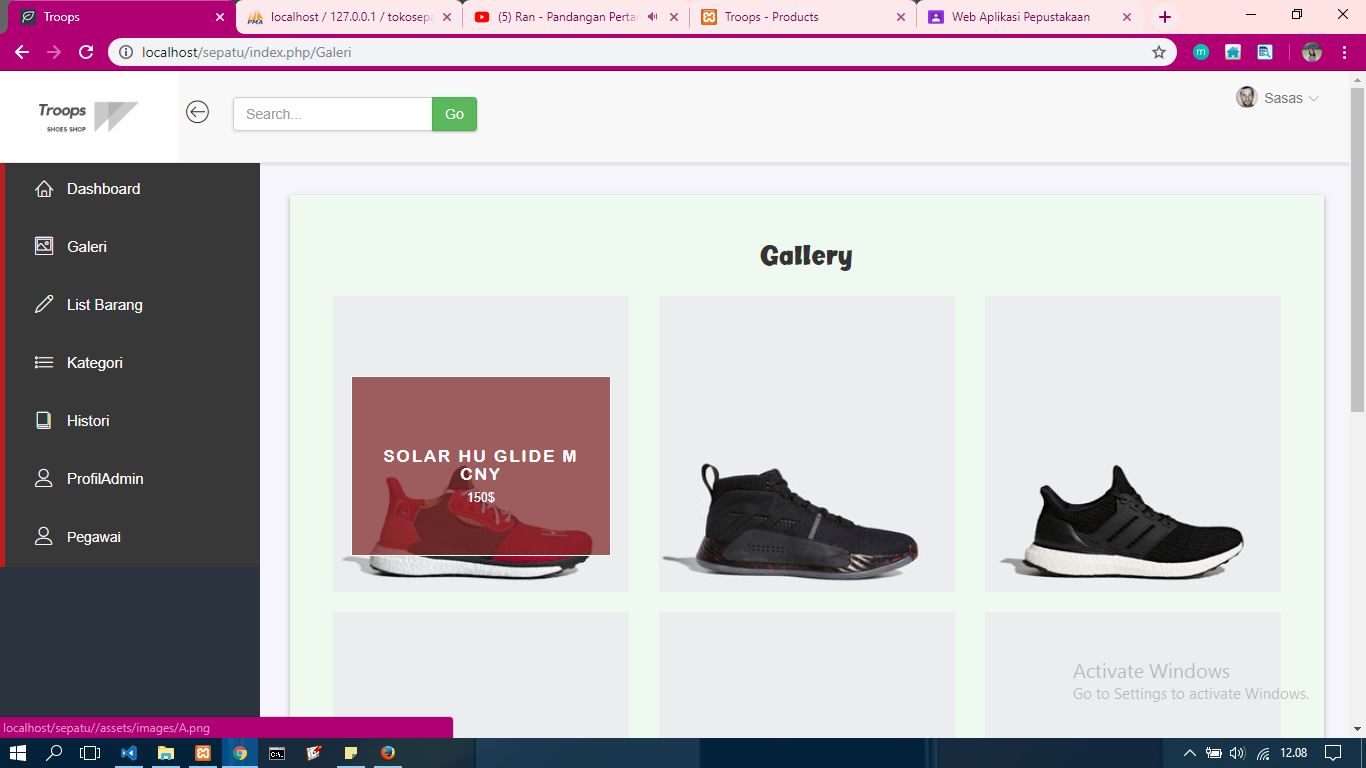 Troops
localhost / 127.0.0.1 / tokosepa
(5) Ran - Pandangan Perta
Troops - Products
Web Aplikasi Pepustakaan
localhost/sepatu/index.php/Galeri
m
Troops
SHOES SHOP
Search...
Go
Sasas
Dashboard
Galeri
List Barang
Kategori
Histori
ProfilAdmin
Pegawai
Gallery
SOLAR HU GLIDE M
CNY
150$
Activate Windows
Go to Settings to activate Windows.
localhost/sepatu//assets/images/A.png
12.08